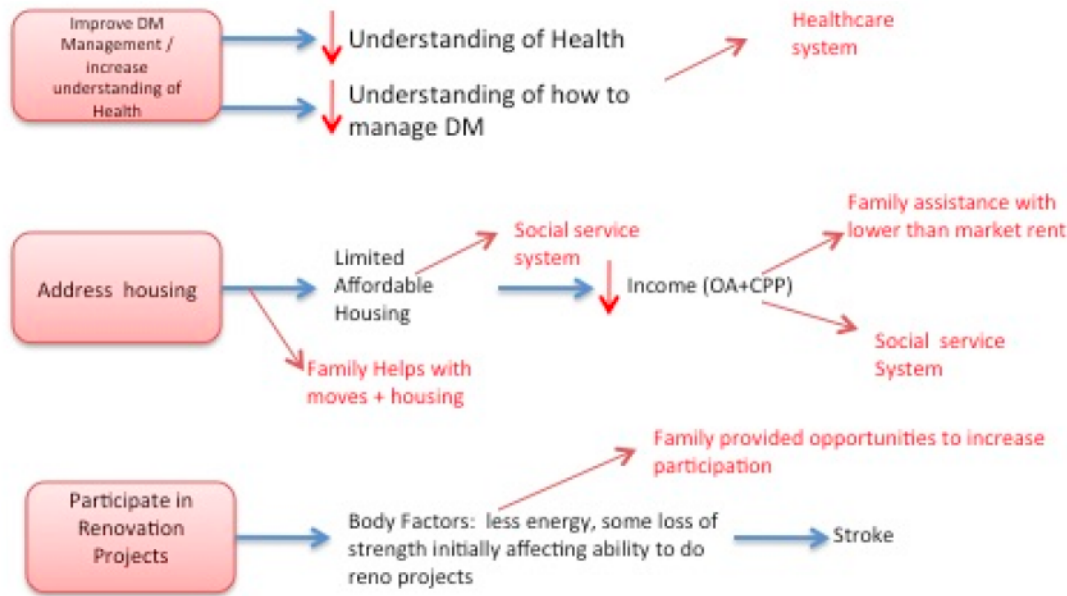 Improve DM
Management /
increase
understanding of
Health
Understanding of Health
Understanding of how to
manage DM
Healthcare
system
Address housing
Limited
Affordable
Housing
Social service
system
Income (OA+CPP)
Family assistance with
lower than market rent
Social service
System
Family Helps with
moves + housing
Participate in
Renovation
Projects
Body Factors: less energy, some loss of
strength initially affecting ability to do
reno projects
Family provided opportunities to increase
participation
Stroke